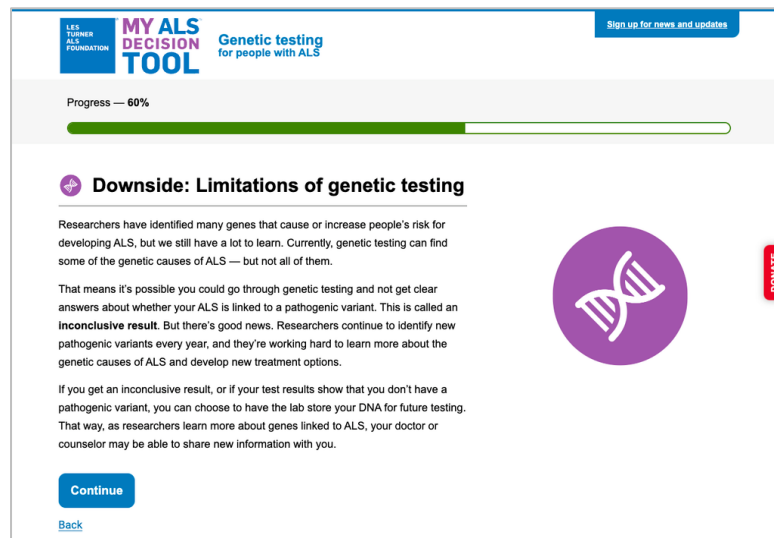 LES
TURNER
ALS
FOUNDATION
MY ALS
DECISION
TOOL
Genetic testing
for people with ALS
Sign up for news and updates
Progress — 60%
Downside: Limitations of genetic testing
Researchers have identified many genes that cause or increase people's risk for
developing ALS, but we still have a lot to learn. Currently, genetic testing can find
some of the genetic causes of ALS — but not all of them.
That means it's possible you could go through genetic testing and not get clear
answers about whether your ALS is linked to a pathogenic variant. This is called an
inconclusive result. But there's good news. Researchers continue to identify new
pathogenic variants every year, and they're working hard to learn more about the
genetic causes of ALS and develop new treatment options.
If you get an inconclusive result, or if your test results show that you don't have a
pathogenic variant, you can choose to have the lab store your DNA for future testing.
That way, as researchers learn more about genes linked to ALS, your doctor or
counselor may be able to share new information with you.
Continue
Back
DONATE